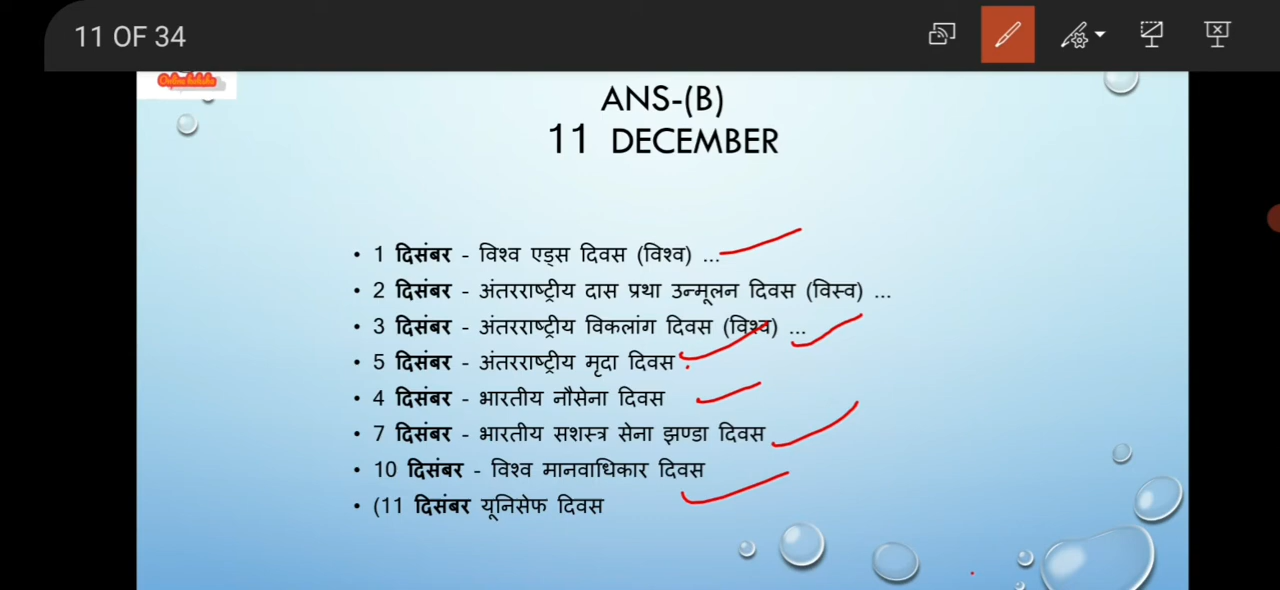 11 OF 34
Online kaksha
ANS-(B)
11 DECEMBER
• 1 दिसंबर - विश्व एड्स दिवस (विश्व) ...
• 2 दिसंबर - अंतरराष्ट्रीय दास प्रथा उन्मूलन दिवस (विस्व) ...
• 3 दिसंबर - अंतरराष्ट्रीय विकलांग दिवस (विश्व) ...
• 5 दिसंबर - अंतरराष्ट्रीय मृदा दिवस
• 4 दिसंबर - भारतीय नौसेना दिवस
• 7 दिसंबर - भारतीय सशस्त्र सेना झण्डा दिवस
• 10 दिसंबर - विश्व मानवाधिकार दिवस
• (11 दिसंबर यूनिसेफ दिवस